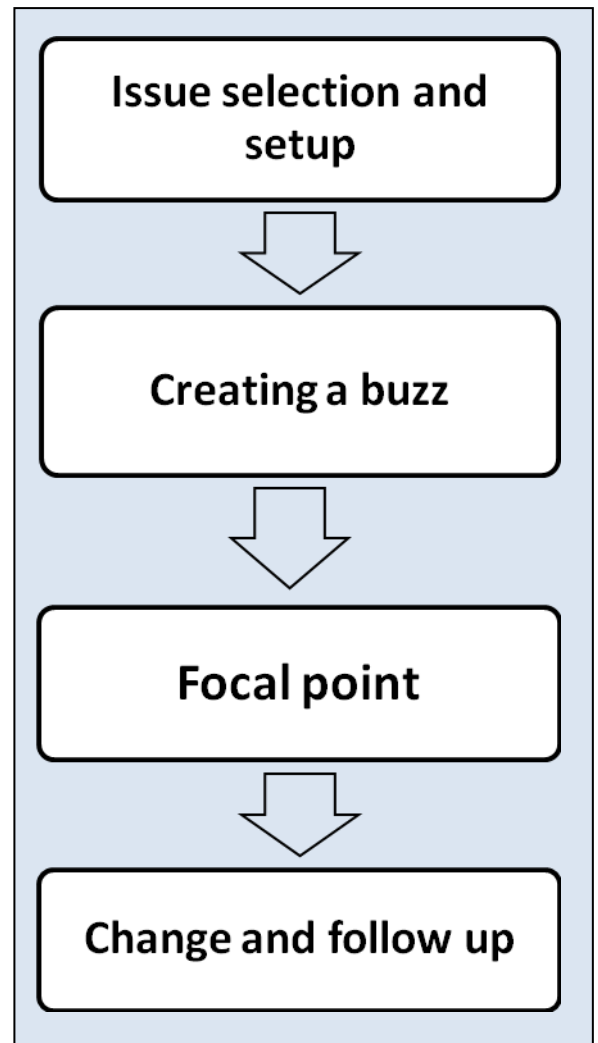 Issue selection and
setup
Creating a buzz
Focal point
Change and follow up